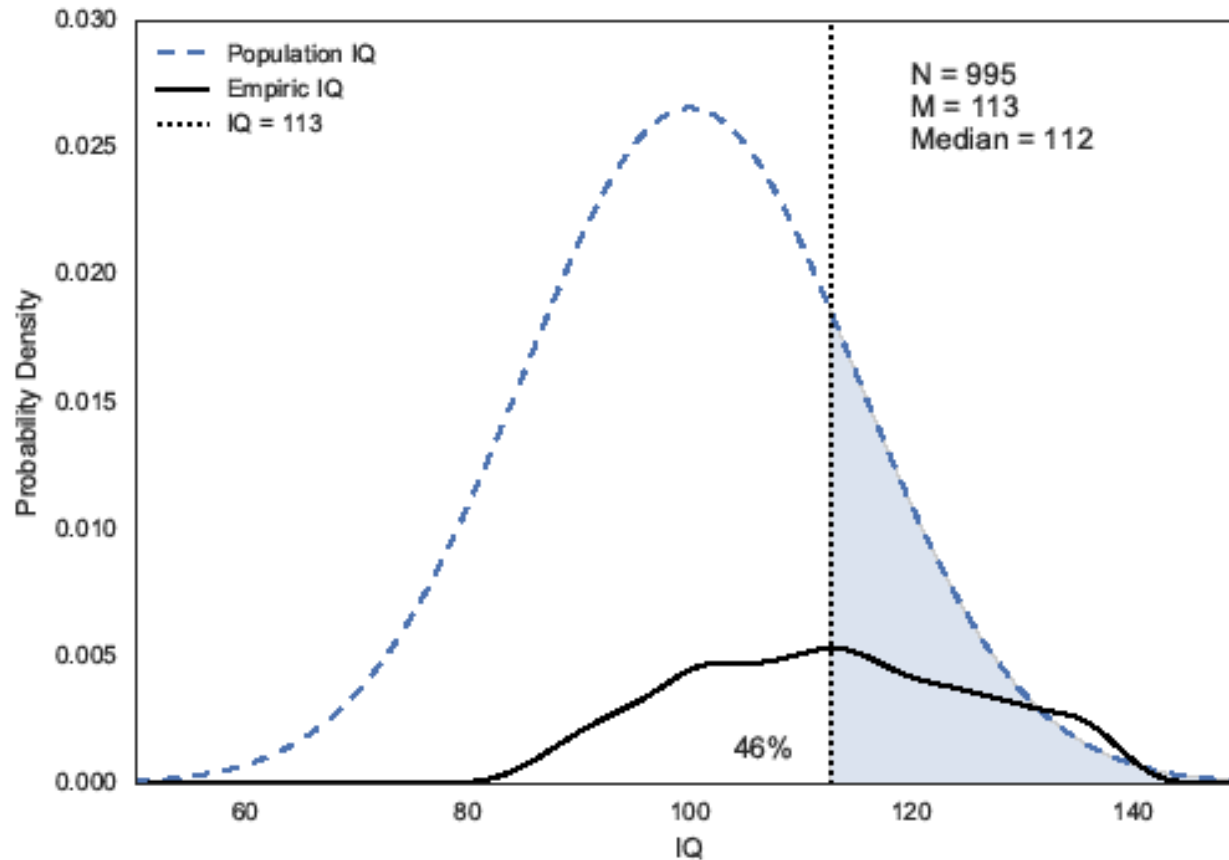 0.030
0.025
0.020
0.015
0.010
0.005
0.000
Probability Density
Population IQ
Empiric IQ
IQ = 113
N = 995
M = 113
Median = 112
46%
60
80
100
120
140
IQ